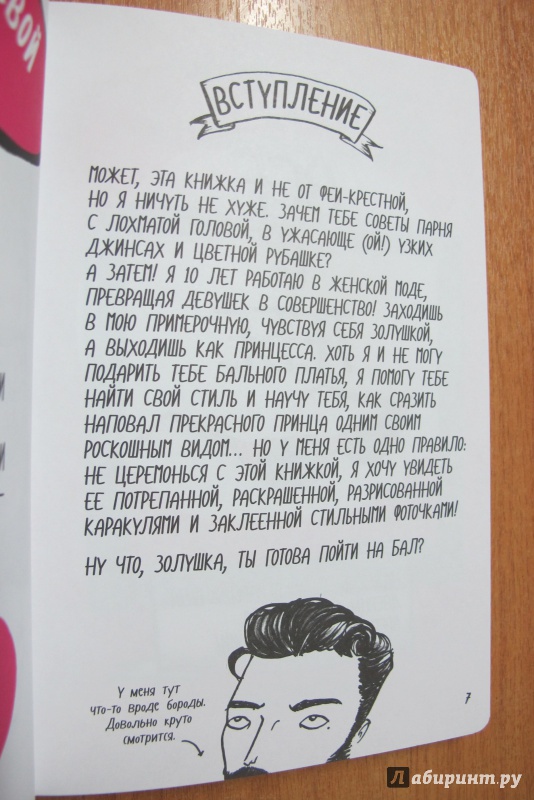 ВОЙ
ВСТУПЛЕНИЕ
МОЖЕТ, ЭТА КНИЖКА И НЕ ОТ ФЕИ-КРЕСТНОЙ,
НО Я НИЧУТЬ НЕ ХУЖЕ. ЗАЧЕМ ТЕБЕ СОВЕТЫ ПАРНЯ
С ЛОХМАТОЙ ГОЛОВОЙ, В УЖАСАЮЩЕ (ОЙ!) УЗКИХ
ДЖИНСАХ И ЦВЕТНОЙ РУБАШКЕ?
А ЗАТЕМ! Я 10 ЛЕТ РАБОТАЮ В ЖЕНСКОЙ МОДЕ,
ПРЕВРАЩАЯ ДЕВУШЕК В СОВЕРШЕНСТВО! ЗАХОДИШЬ
В МОЮ ПРИМЕРОЧНУЮ, ЧУВСТВУЯ СЕБЯ ЗОЛУШКОЙ,
А ВЫХОДИШЬ КАК ПРИНЦЕССА. ХОТЬ Я И НЕ МОГУ
ПОДАРИТЬ ТЕБЕ БАЛЬНОГО ПЛАТЬЯ, Я ПОМОГУ ТЕБЕ
НАЙТИ СВОЙ СТИЛЬ И НАУЧУ ТЕБЯ, КАК СРАЗИТЬ
НАПОВАЛ ПРЕКРАСНОГО ПРИНЦА ОДНИМ СВОИМ
РОСКОШНЫМ ВИДОМ... НО У МЕНЯ ЕСТЬ ОДНО ПРАВИЛО:
НЕ ЦЕРЕМОНЬСЯ С ЭТОЙ КНИЖКОЙ, Я ХОЧУ УВИДЕТЬ
ЕЕ ПОТРЕПАННОЙ, РАСКРАШЕННОЙ, РАЗРИСОВАННОЙ
КАРАКУЛЯМИ И ЗАКЛЕЕННОЙ СТИЛЬНЫМИ ФОТОЧКАМИ!
НУ ЧТО, ЗОЛУШКА, ТЫ ГОТОВА ПОЙТИ НА БАЛ?
У МЕНЯ ТУТ
ЧТО-ТО ВРОДЕ БОРОДЫ.
ДОВОЛЬНО КРУТО
СМОТРИТСЯ.
7
Лабиринт.ру